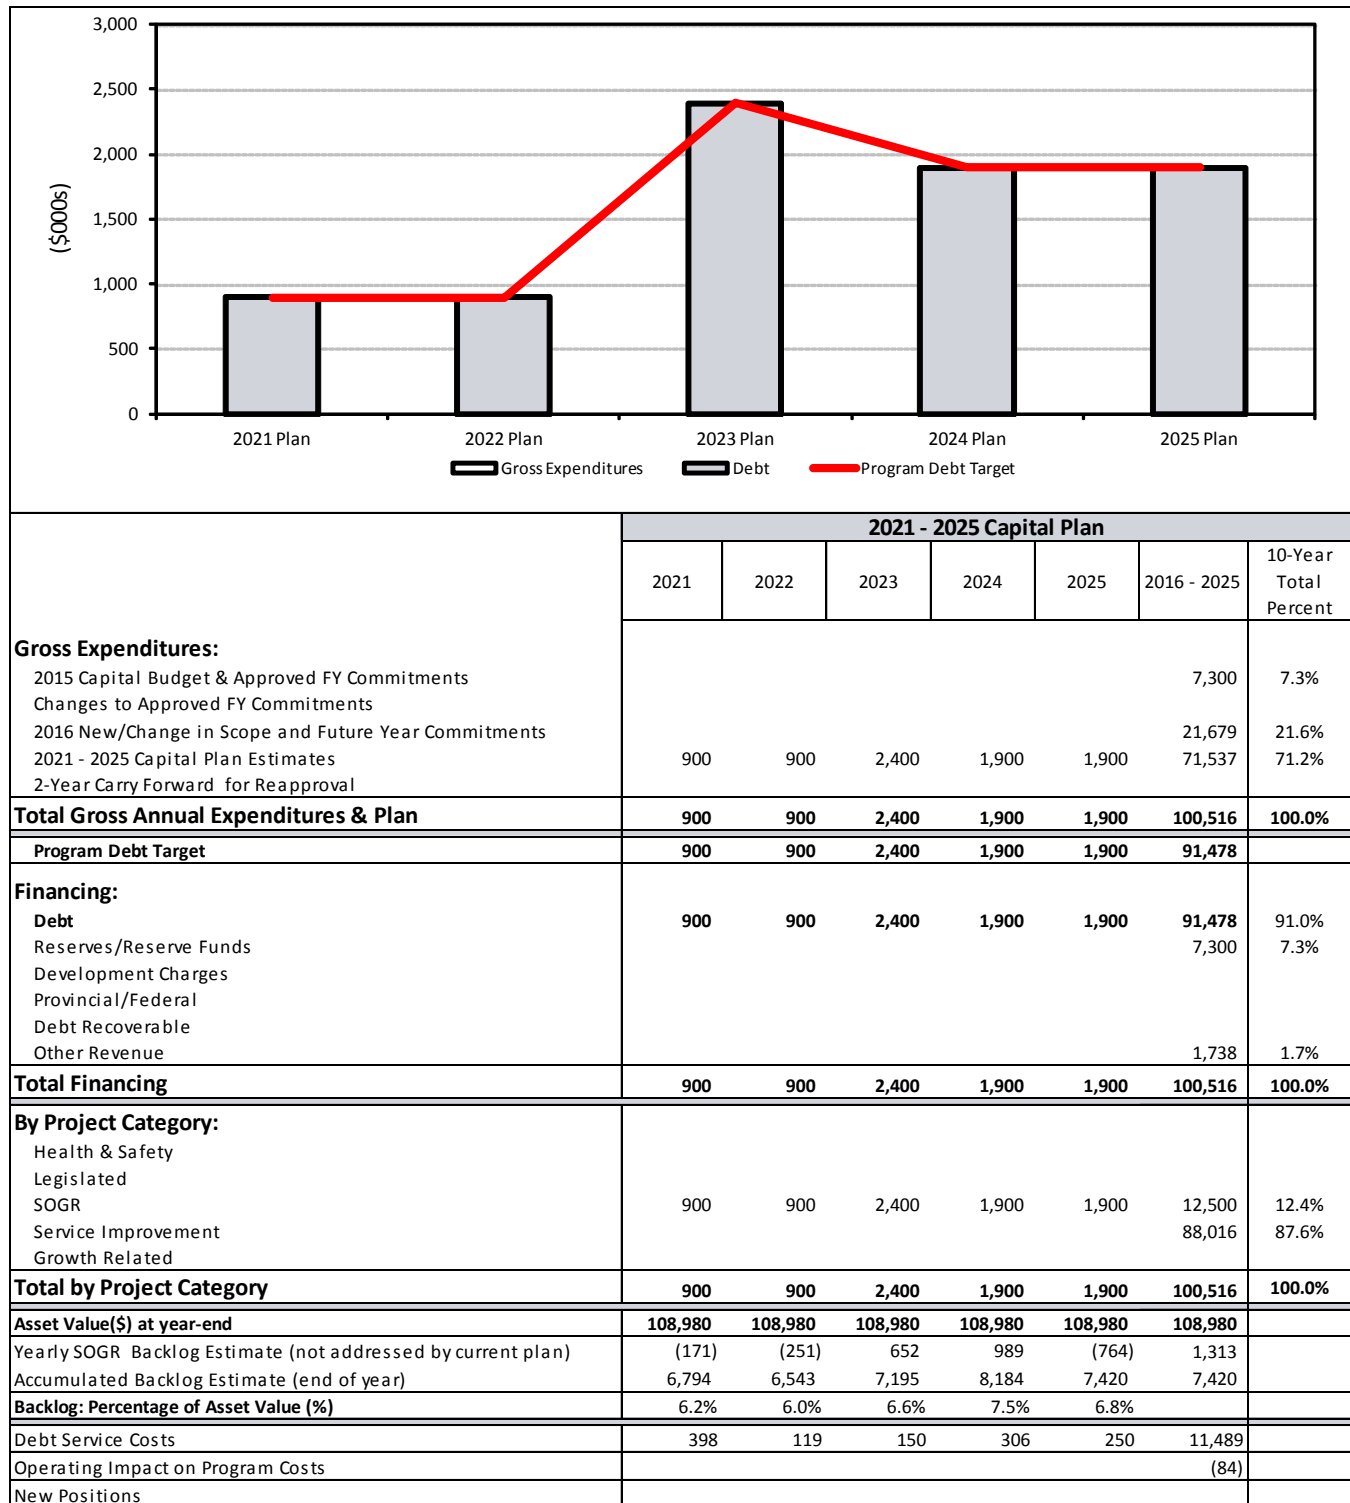 3,000
2,500
2,000
1,500
1,000
500
0
($000s)
2021 Plan 2022 Plan 2023 Plan 2024 Plan 2025 Plan
Gross Expenditures Debt Program Debt Target
2021 - 2025 Capital Plan
2021 2022 2023 2024 2025 2016 - 2025 10-Year Total Percent
Gross Expenditures:
2015 Capital Budget & Approved FY Commitments 7,300 7.3%
Changes to Approved FY Commitments
2016 New/Change in Scope and Future Year Commitments 21,679 21.6%
2021 - 2025 Capital Plan Estimates 900 900 2,400 1,900 1,900 71,537 71.2%
2-Year Carry Forward for Reapproval
Total Gross Annual Expenditures & Plan 900 900 2,400 1,900 1,900 100,516 100.0%
Program Debt Target 900 900 2,400 1,900 1,900 91,478
Financing:
Debt 900 900 2,400 1,900 1,900 91,478 91.0%
Reserves/Reserve Funds 7,300 7.3%
Development Charges
Provincial/Federal
Debt Recoverable
Other Revenue 1,738 1.7%
Total Financing 900 900 2,400 1,900 1,900 100,516 100.0%
By Project Category:
Health & Safety
Legislated
SOGR 900 900 2,400 1,900 1,900 12,500 12.4%
Service Improvement 88,016 87.6%
Growth Related
Total by Project Category 900 900 2,400 1,900 1,900 100,516 100.0%
Asset Value($) at year-end 108,980 108,980 108,980 108,980 108,980 108,980
Yearly SOGR Backlog Estimate (not addressed by current plan) (171) (251) 652 989 (764) 1,313
Accumulated Backlog Estimate (end of year) 6,794 6,543 7,195 8,184 7,420 7,420
Backlog: Percentage of Asset Value (%) 6.2% 6.0% 6.6% 7.5% 6.8%
Debt Service Costs 398 119 150 306 250 11,489
Operating Impact on Program Costs (84)
New Positions